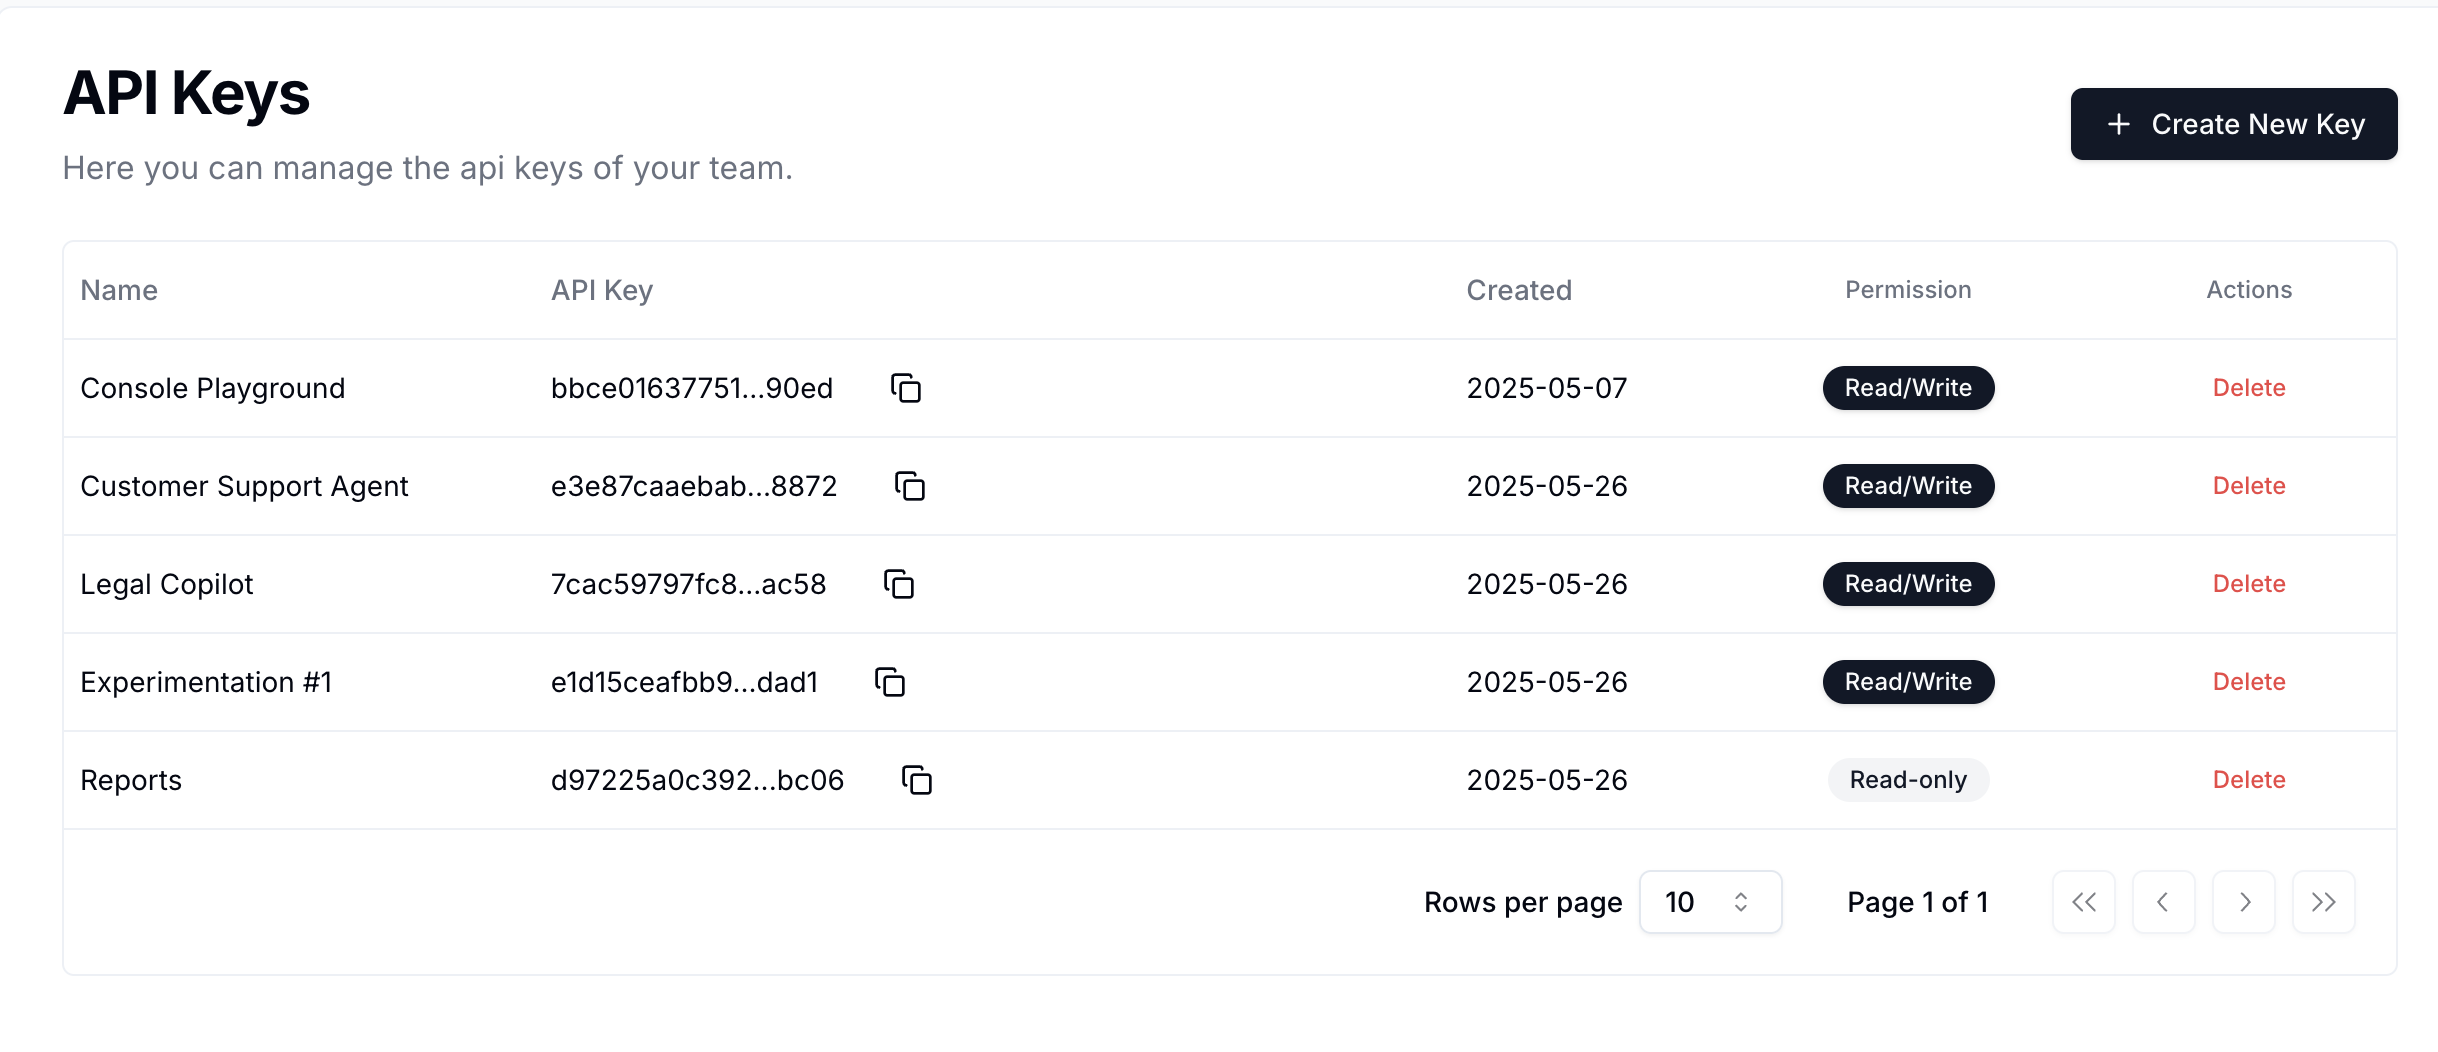 API Keys
Here you can manage the api keys of your team.
+ Create New Key
Name API Key Created Permission Actions
Console Playground bbce01637751...90ed 2025-05-07 Read/Write Delete
Customer Support Agent e3e87caaebab...8872 2025-05-26 Read/Write Delete
Legal Copilot 7cac59797fc8...ac58 2025-05-26 Read/Write Delete
Experimentation #1 e1d15ceafbb9...dad1 2025-05-26 Read/Write Delete
Reports d97225a0c392...bc06 2025-05-26 Read-only Delete
Rows per page 10 Page 1 of 1